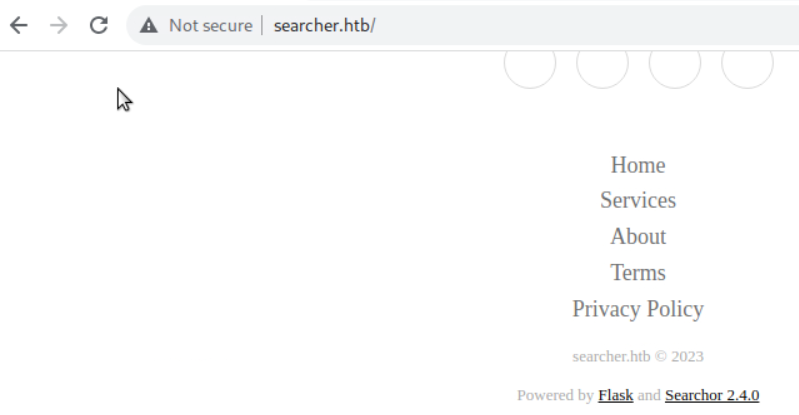 Not secure | searcher.htb/
Home
Services
About
Terms
Privacy Policy
searcher.htb © 2023
Powered by Flask and Searchor 2.4.0